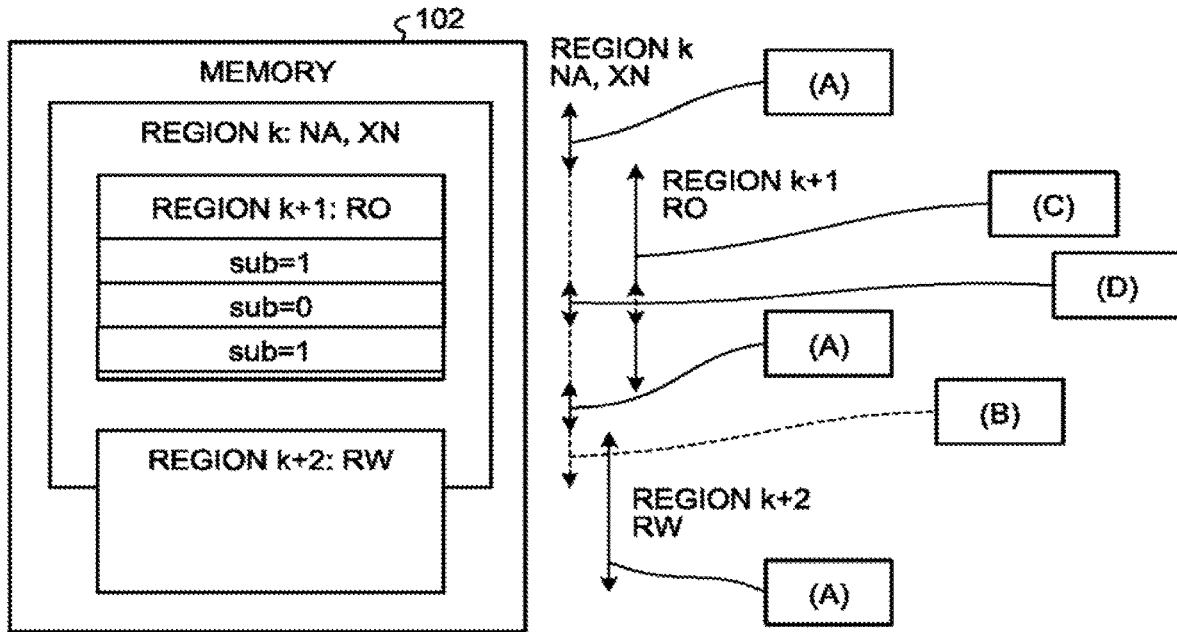 102
MEMORY
REGION k: NA, XN
REGION k+1: RO
sub=1
sub=0
sub=1
REGION k+2: RW
REGION k
NA, XN
(A)
REGION k+1
RO
(C)
(D)
(A)
(B)
REGION k+2
RW
(A)